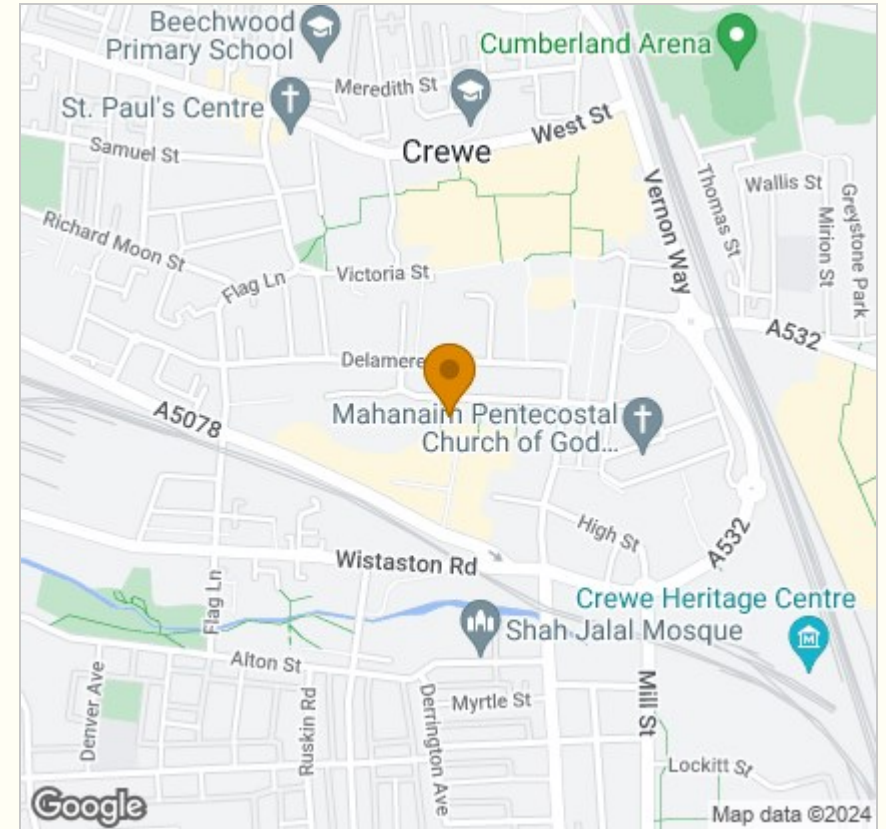 Beechwood
Primary School
Cumberland Arena
Meredith St
St. Paul's Centre
West St
Crewe
Samuel St
Thomas St
Wallis St
Vernon Way
Mirion St
Greystone Park
Richard Moon St
Flag Ln
Victoria St
A532
Delamere
Mahanaim Pentecostal
Church of God...
A5078
High St
A532
Wistaston Rd
Flag Ln
Crewe Heritage Centre
Shah Jalal Mosque
Alton St
Denver Ave
Ruskin Rd
Derrington Ave
Myrtle St
Mill St
Lockitt St
Google
Map data ©2024